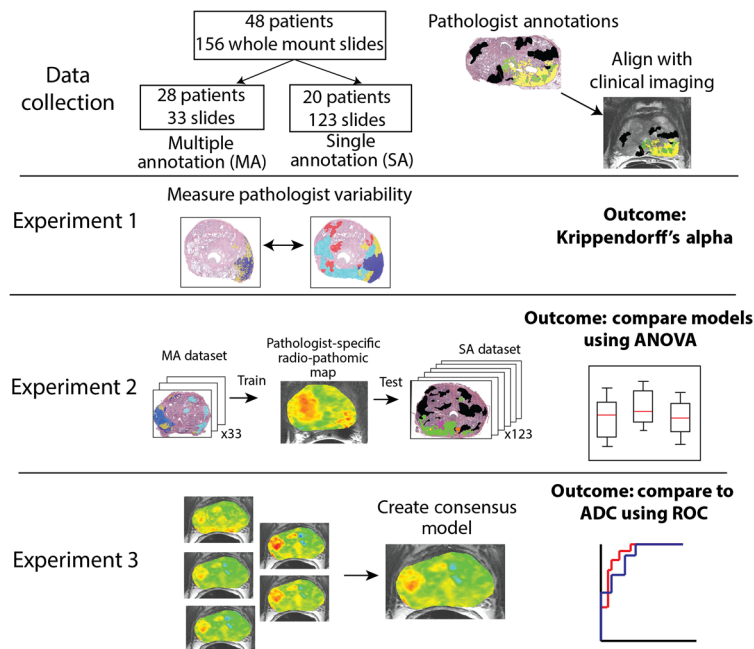 Data
collection
48 patients
156 whole mount slides
28 patients
33 slides
20 patients
123 slides
Multiple
annotation (MA)
Single
annotation (SA)
Pathologist annotations
Align with
clinical imaging
Experiment 1
Measure pathologist variability
Outcome:
Krippendorff's alpha
Experiment 2
MA dataset
x33
Train
Pathologist-specific
radio-pathomic
map
Test
SA dataset
x123
Outcome: compare models
using ANOVA
Experiment 3
Create consensus
model
Outcome: compare to
ADC using ROC